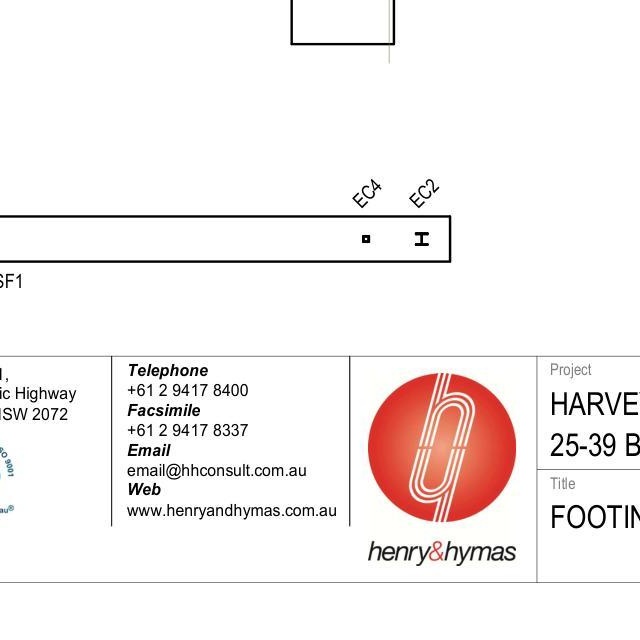 EC4
EC2
SF1
ic Highway
NSW 2072
Telephone
+61 2 9417 8400
Facsimile
+61 2 9417 8337
Email
email@hhconsult.com.au
Web
www.henryandhymas.com.au
henry&hymas
Project
HARVE
25-39 B
Title
FOOTIN